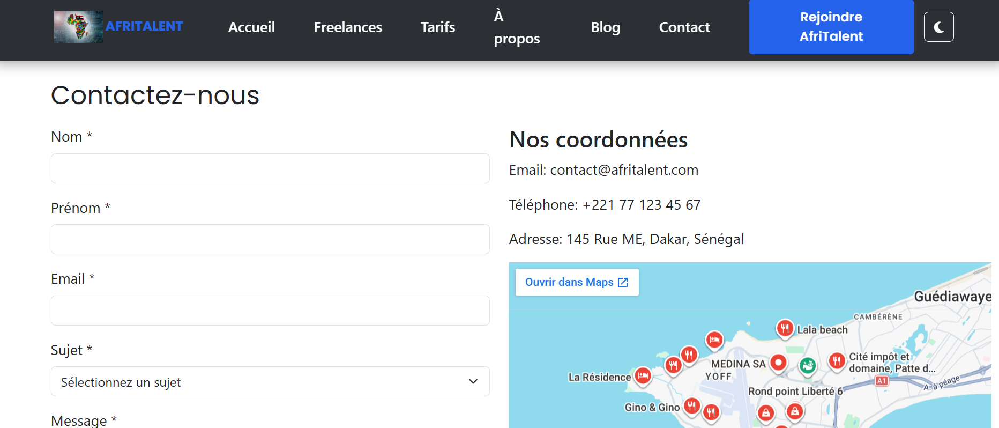 AFRITALENT
Accueil
Freelances
Tarifs
À
propos
Blog
Contact
Rejoindre
AfriTalent
Contactez-nous
Nom *
Prénom *
Email *
Sujet *
Sélectionnez un sujet
Message *
Nos coordonnées
Email: contact@afritalent.com
Téléphone: +221 77 123 45 67
Adresse: 145 Rue ME, Dakar, Sénégal
Ouvrir dans Maps
Guédiawaye
CAMBÉRÈNE
Lala beach
Cité impôt et
domaine, Patte d...
MEDINA SA
YOFF
La Résidence
A1
A. à péage
Rond point Liberté 6
Gino & Gino